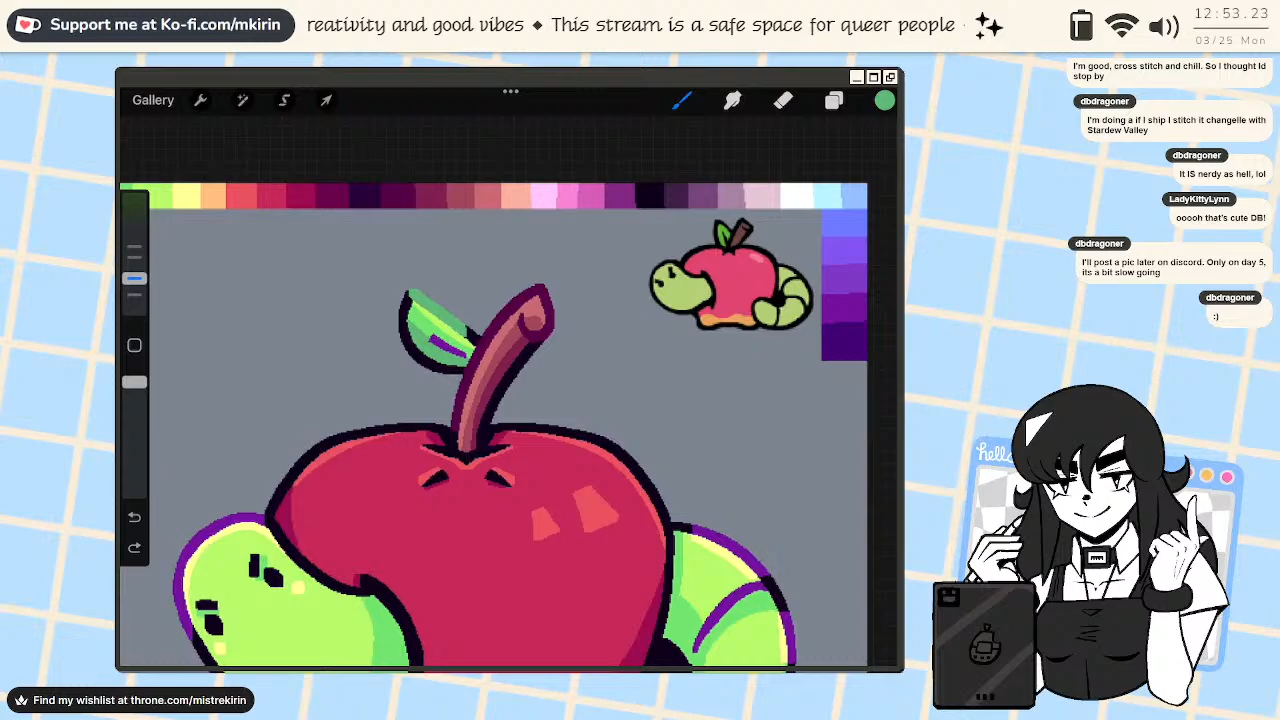 Support me at Ko-fi.com/mkirin
reativity and good vibes ◆ This stream is a safe space for queer people
12:53.23
03/25 Mon
Gallery
I'm good, cross stitch and chill. So I thought Id
stop by
dbdragoner
I'm doing a if I ship I stitch it changelle with
Stardew Valley
dbdragoner
It IS nerdy as hell, lol
LadyKittyLynn
ooooh that's cute DB!
dbdragoner
I'll post a pic later on discord. Only on day 5,
its a bit slow going
dbdragoner
:)
hello
Find my wishlist at throne.com/mistrekirin